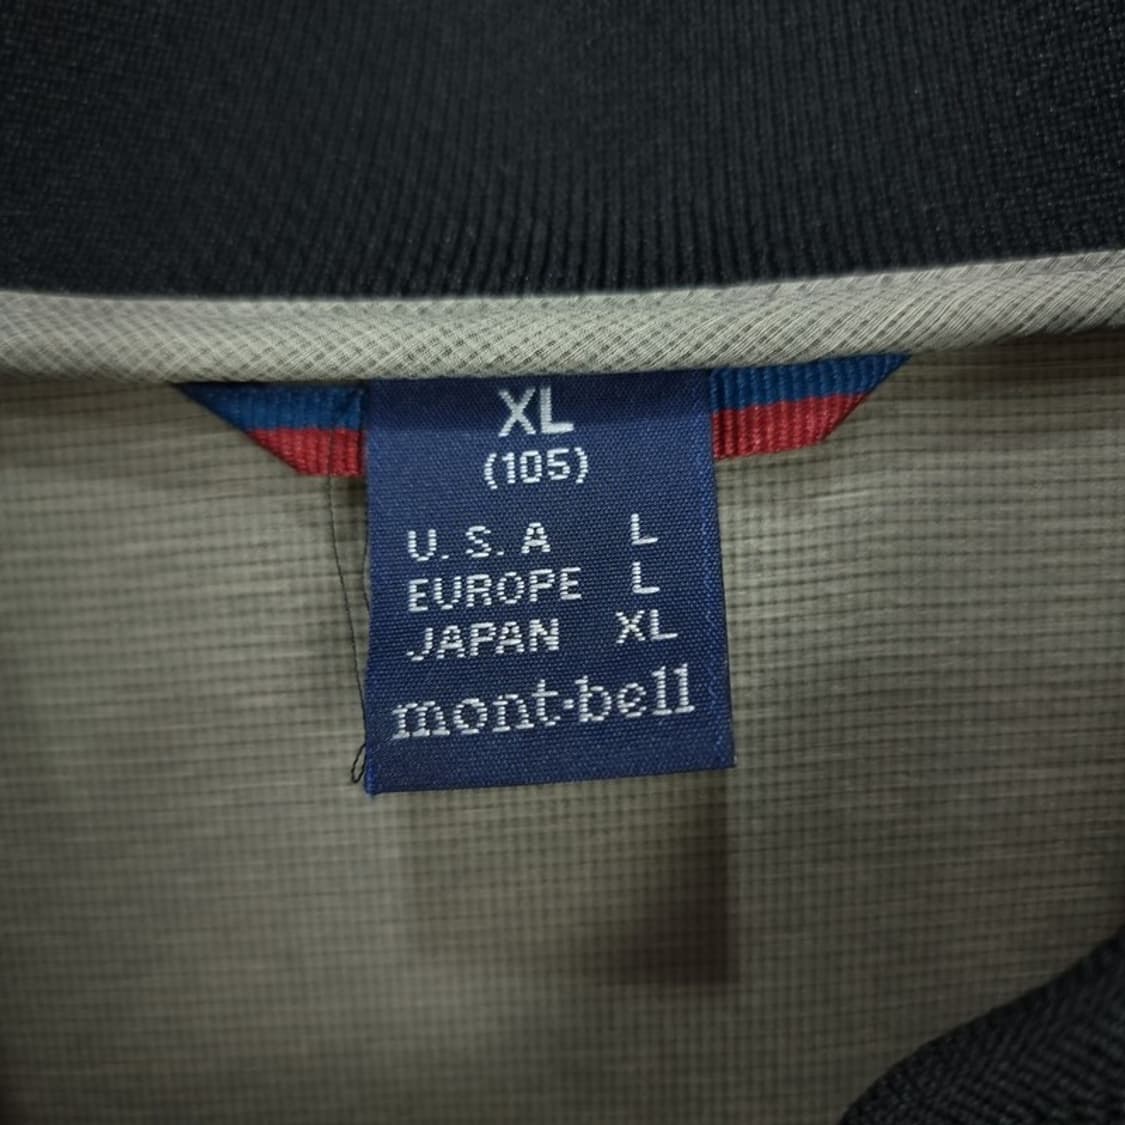 XL
(105)
U.S.A L
EUROPE L
JAPAN XL
mont·bell